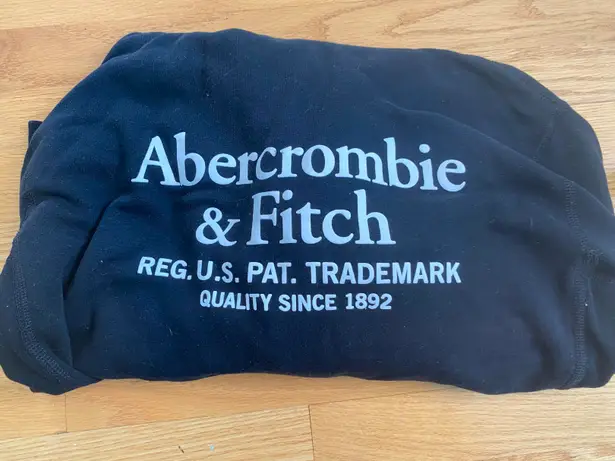 Abercrombie
& Fitch
REG. U.S. PAT. TRADEMARK
QUALITY SINCE 1892